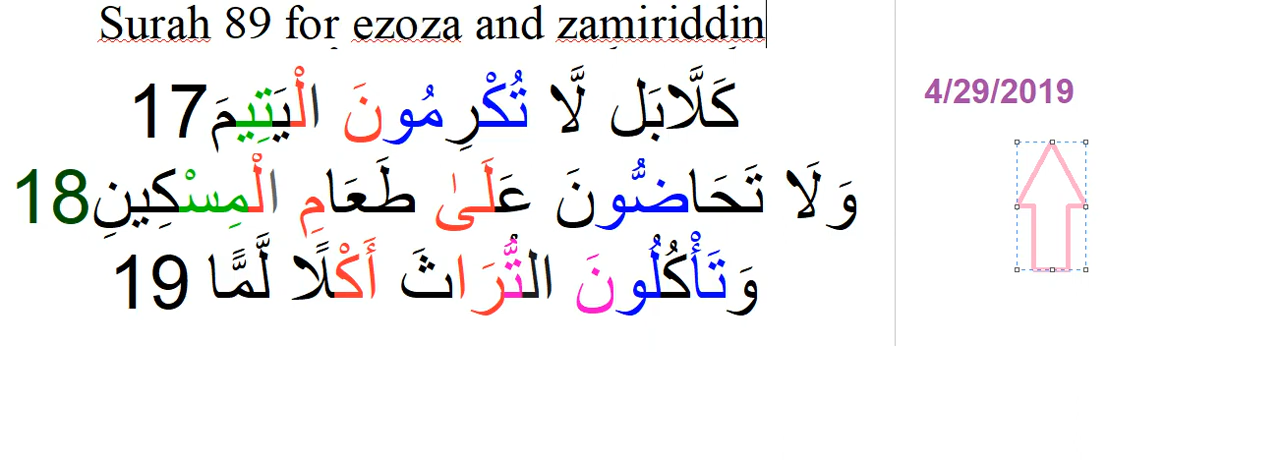 Surah 89 for ezoza and zamiriddin
كَلَّابَل لَّا تُكْرِمُونَ الْيَتِيمَ17
وَلَا تَحَاضُّونَ عَلَىٰ طَعَامِ الْمِسْكِينِ18
وَتَأْكُلُونَ التُّرَاثَ أَكْلًا لَّمًّا 19
4/29/2019